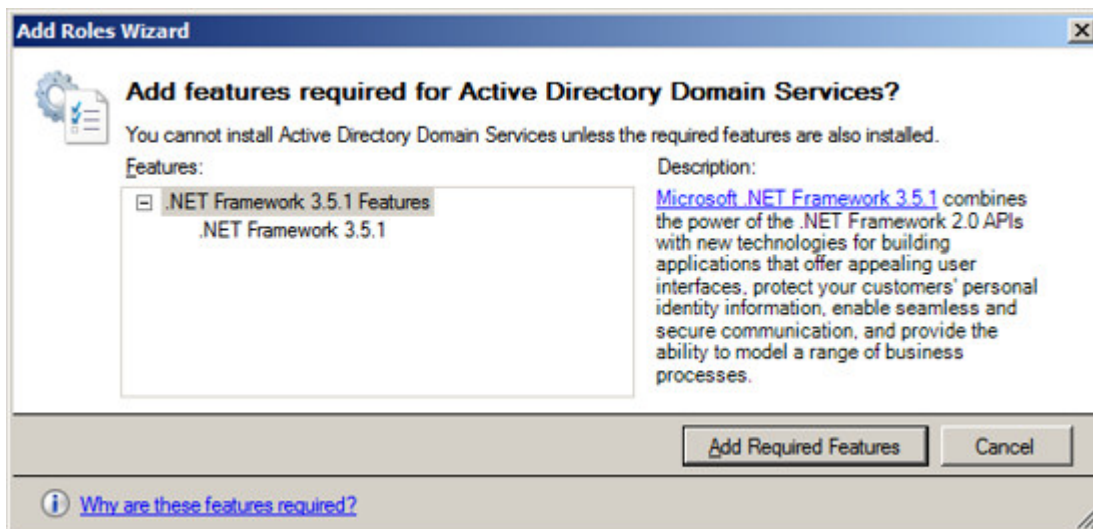 Add Roles Wizard
Add features required for Active Directory Domain Services?
You cannot install Active Directory Domain Services unless the required features are also installed.
Features:
.NET Framework 3.5.1 Features
.NET Framework 3.5.1
Description:
Microsoft .NET Framework 3.5.1 combines
the power of the .NET Framework 2.0 APIs
with new technologies for building
applications that offer appealing user
interfaces, protect your customers' personal
identity information, enable seamless and
secure communication, and provide the
ability to model a range of business
processes.
Add Required Features
Cancel
Why are these features required?